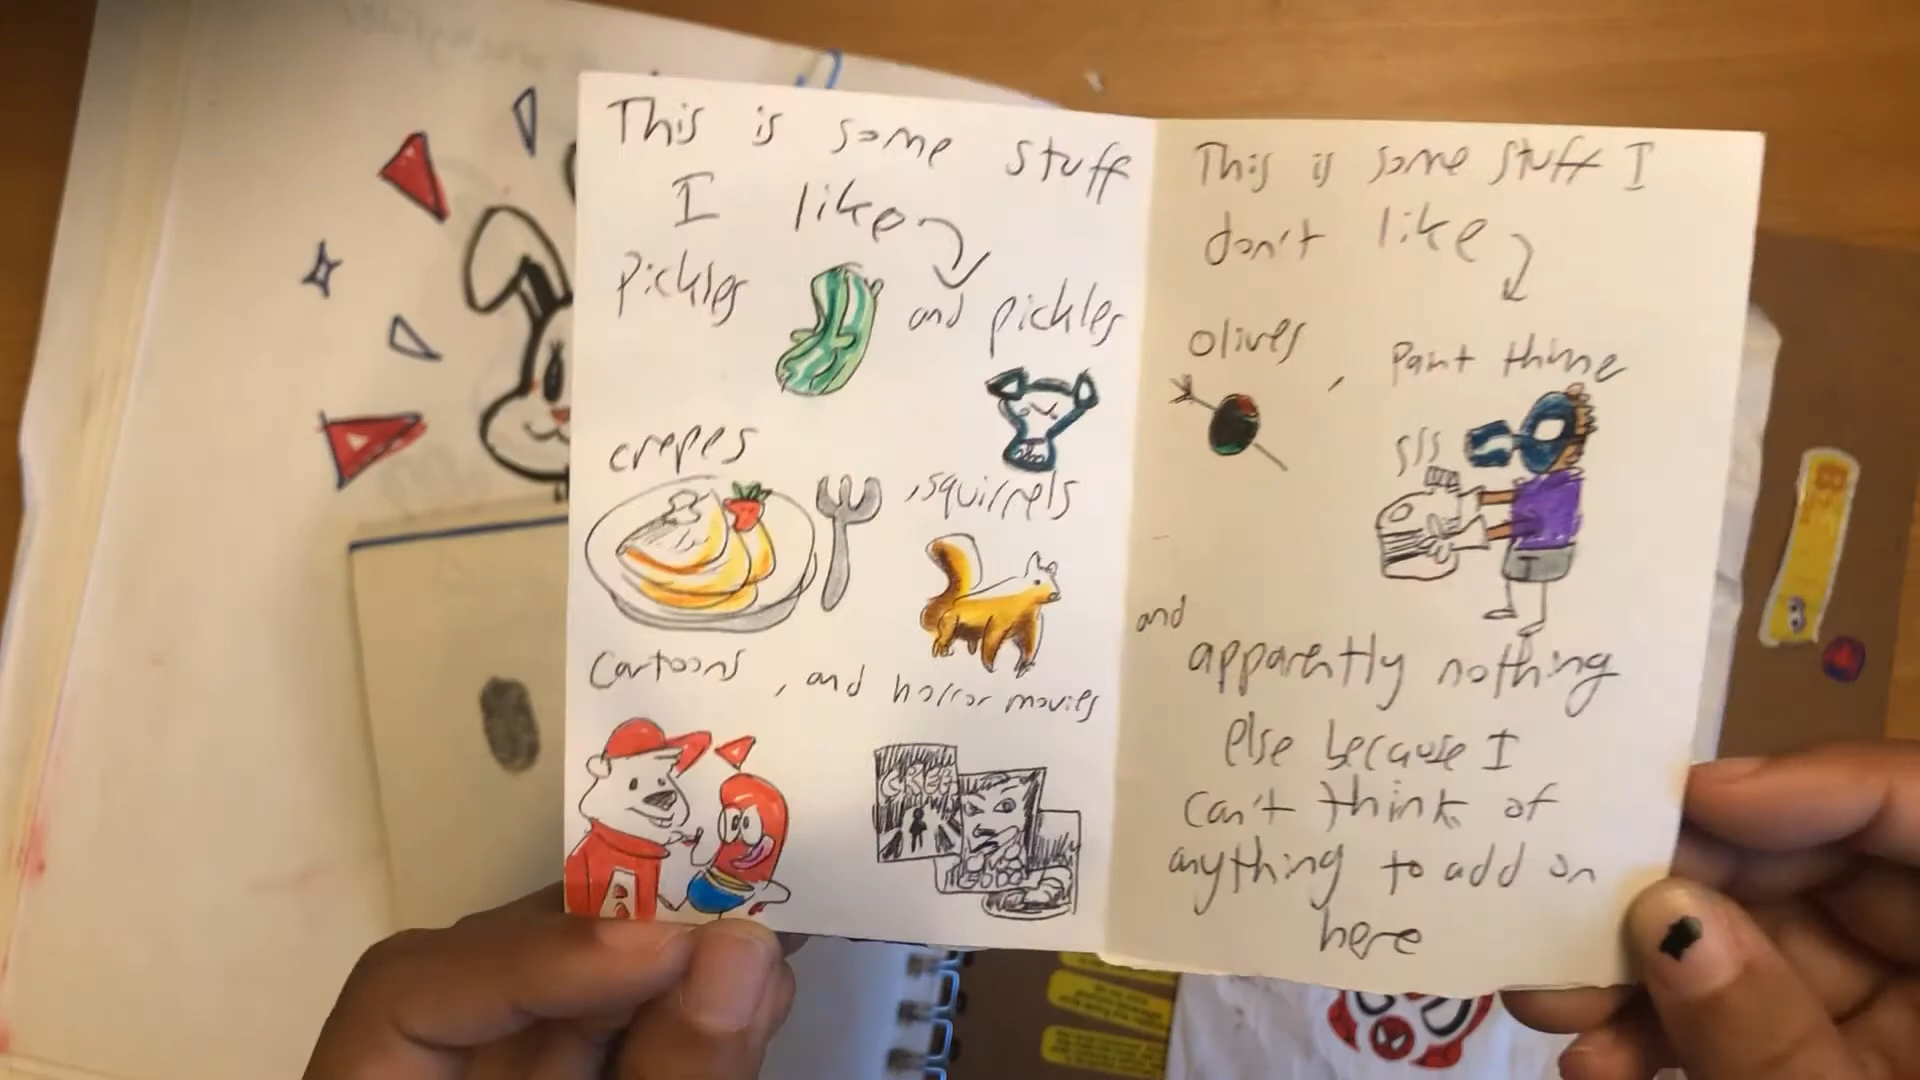 This is some stuff
I like
Pickles and pickles
crepes , squirrels
Cartoons , and horror movies
This is some stuff I
don't like
olives , Paint thine
and
apparently nothing
else because I
can't think of
anything to add on
here